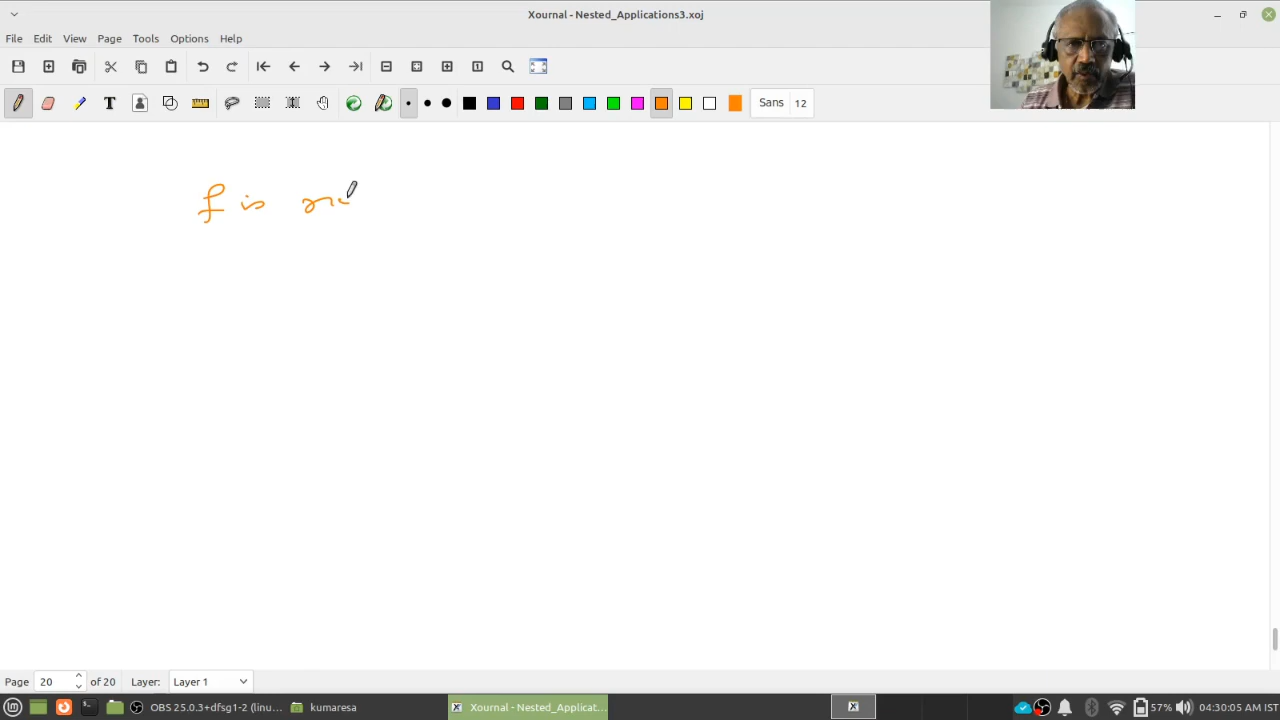 Xournal - Nested_Applications3.xoj
File Edit View Page Tools Options Help
Sans 12
f is
Page 20 of 20 Layer: Layer 1
OBS 25.0.3+dfsg1-2 (linu... kumaresa Xournal - Nested_Applicat... 57% 04:30:05 AM IST